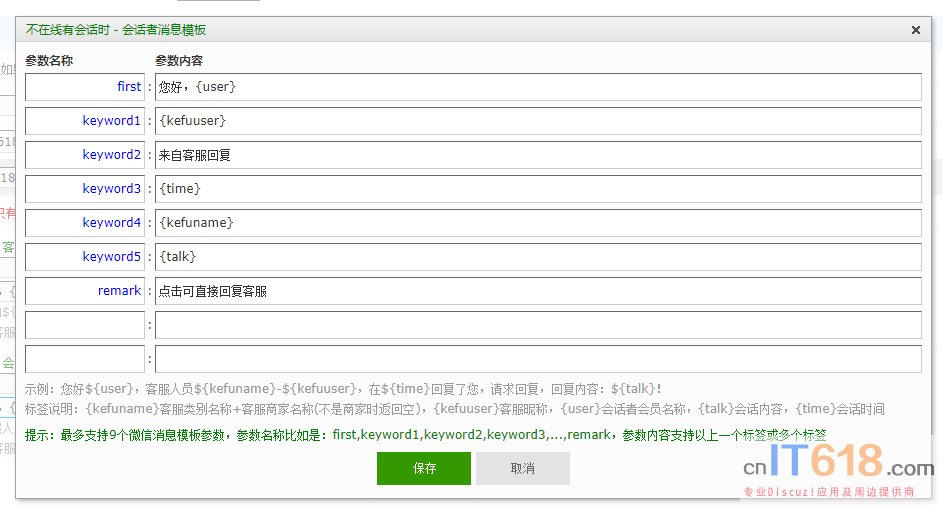 不在线有会话时 - 会话者消息模板
参数名称 参数内容
first : 您好，{user}
keyword1 : {kefuuser}
keyword2 : 来自客服回复
keyword3 : {time}
keyword4 : {kefuname}
keyword5 : {talk}
remark : 点击可直接回复客服
:
:
示例：您好${user}，客服人员${kefuname}-${kefuuser}，在${time}回复了您，请求回复，回复内容：${talk}！
标签说明：{kefuname}客服类别名称+客服商家名称(不是商家时返回空)，{kefuuser}客服昵称，{user}会话者会员名称，{talk}会话内容，{time}会话时间
提示：最多支持9个微信消息模板参数，参数名称比如是：first,keyword1,keyword2,keyword3,...,remark，参数内容支持以上一个标签或多个标签
保存 取消
cnIT618.com
专业Discuz!应用及周边提供商